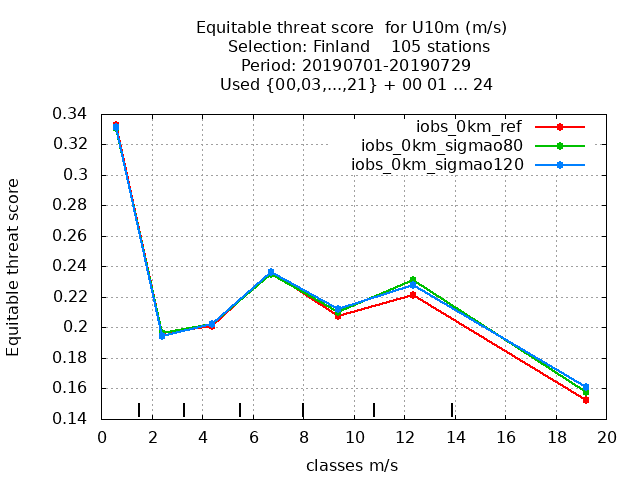 Equitable threat score  for U10m (m/s)
Selection: Finland    105 stations
Period: 20190701-20190729
Used {00,03,...,21} + 00 01 ... 24
iobs_0km_ref
iobs_0km_sigmao80
iobs_0km_sigmao120
Equitable threat score
0.34
0.32
0.3
0.28
0.26
0.24
0.22
0.2
0.18
0.16
0.14
0 2 4 6 8 10 12 14 16 18 20
classes m/s